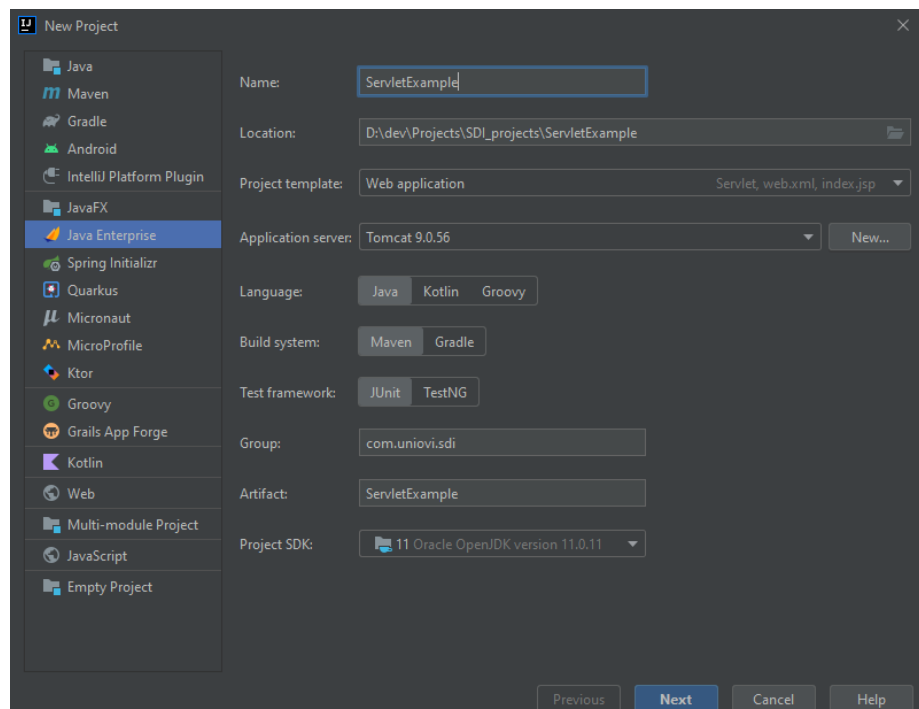 New Project
Java
Maven
Gradle
Android
IntelliJ Platform Plugin
JavaFX
Java Enterprise
Spring Initializr
Quarkus
Micronaut
MicroProfile
Ktor
Groovy
Grails App Forge
Kotlin
Web
Multi-module Project
JavaScript
Empty Project
Name: ServletExample
Location: D:\dev\Projects\SDI_projects\ServletExample
Project template: Web application Servlet, web.xml, index.jsp
Application server: Tomcat 9.0.56 New...
Language: Java Kotlin Groovy
Build system: Maven Gradle
Test framework: JUnit TestNG
Group: com.uniovi.sdi
Artifact: ServletExample
Project SDK: 11 Oracle OpenJDK version 11.0.11
Previous Next Cancel Help